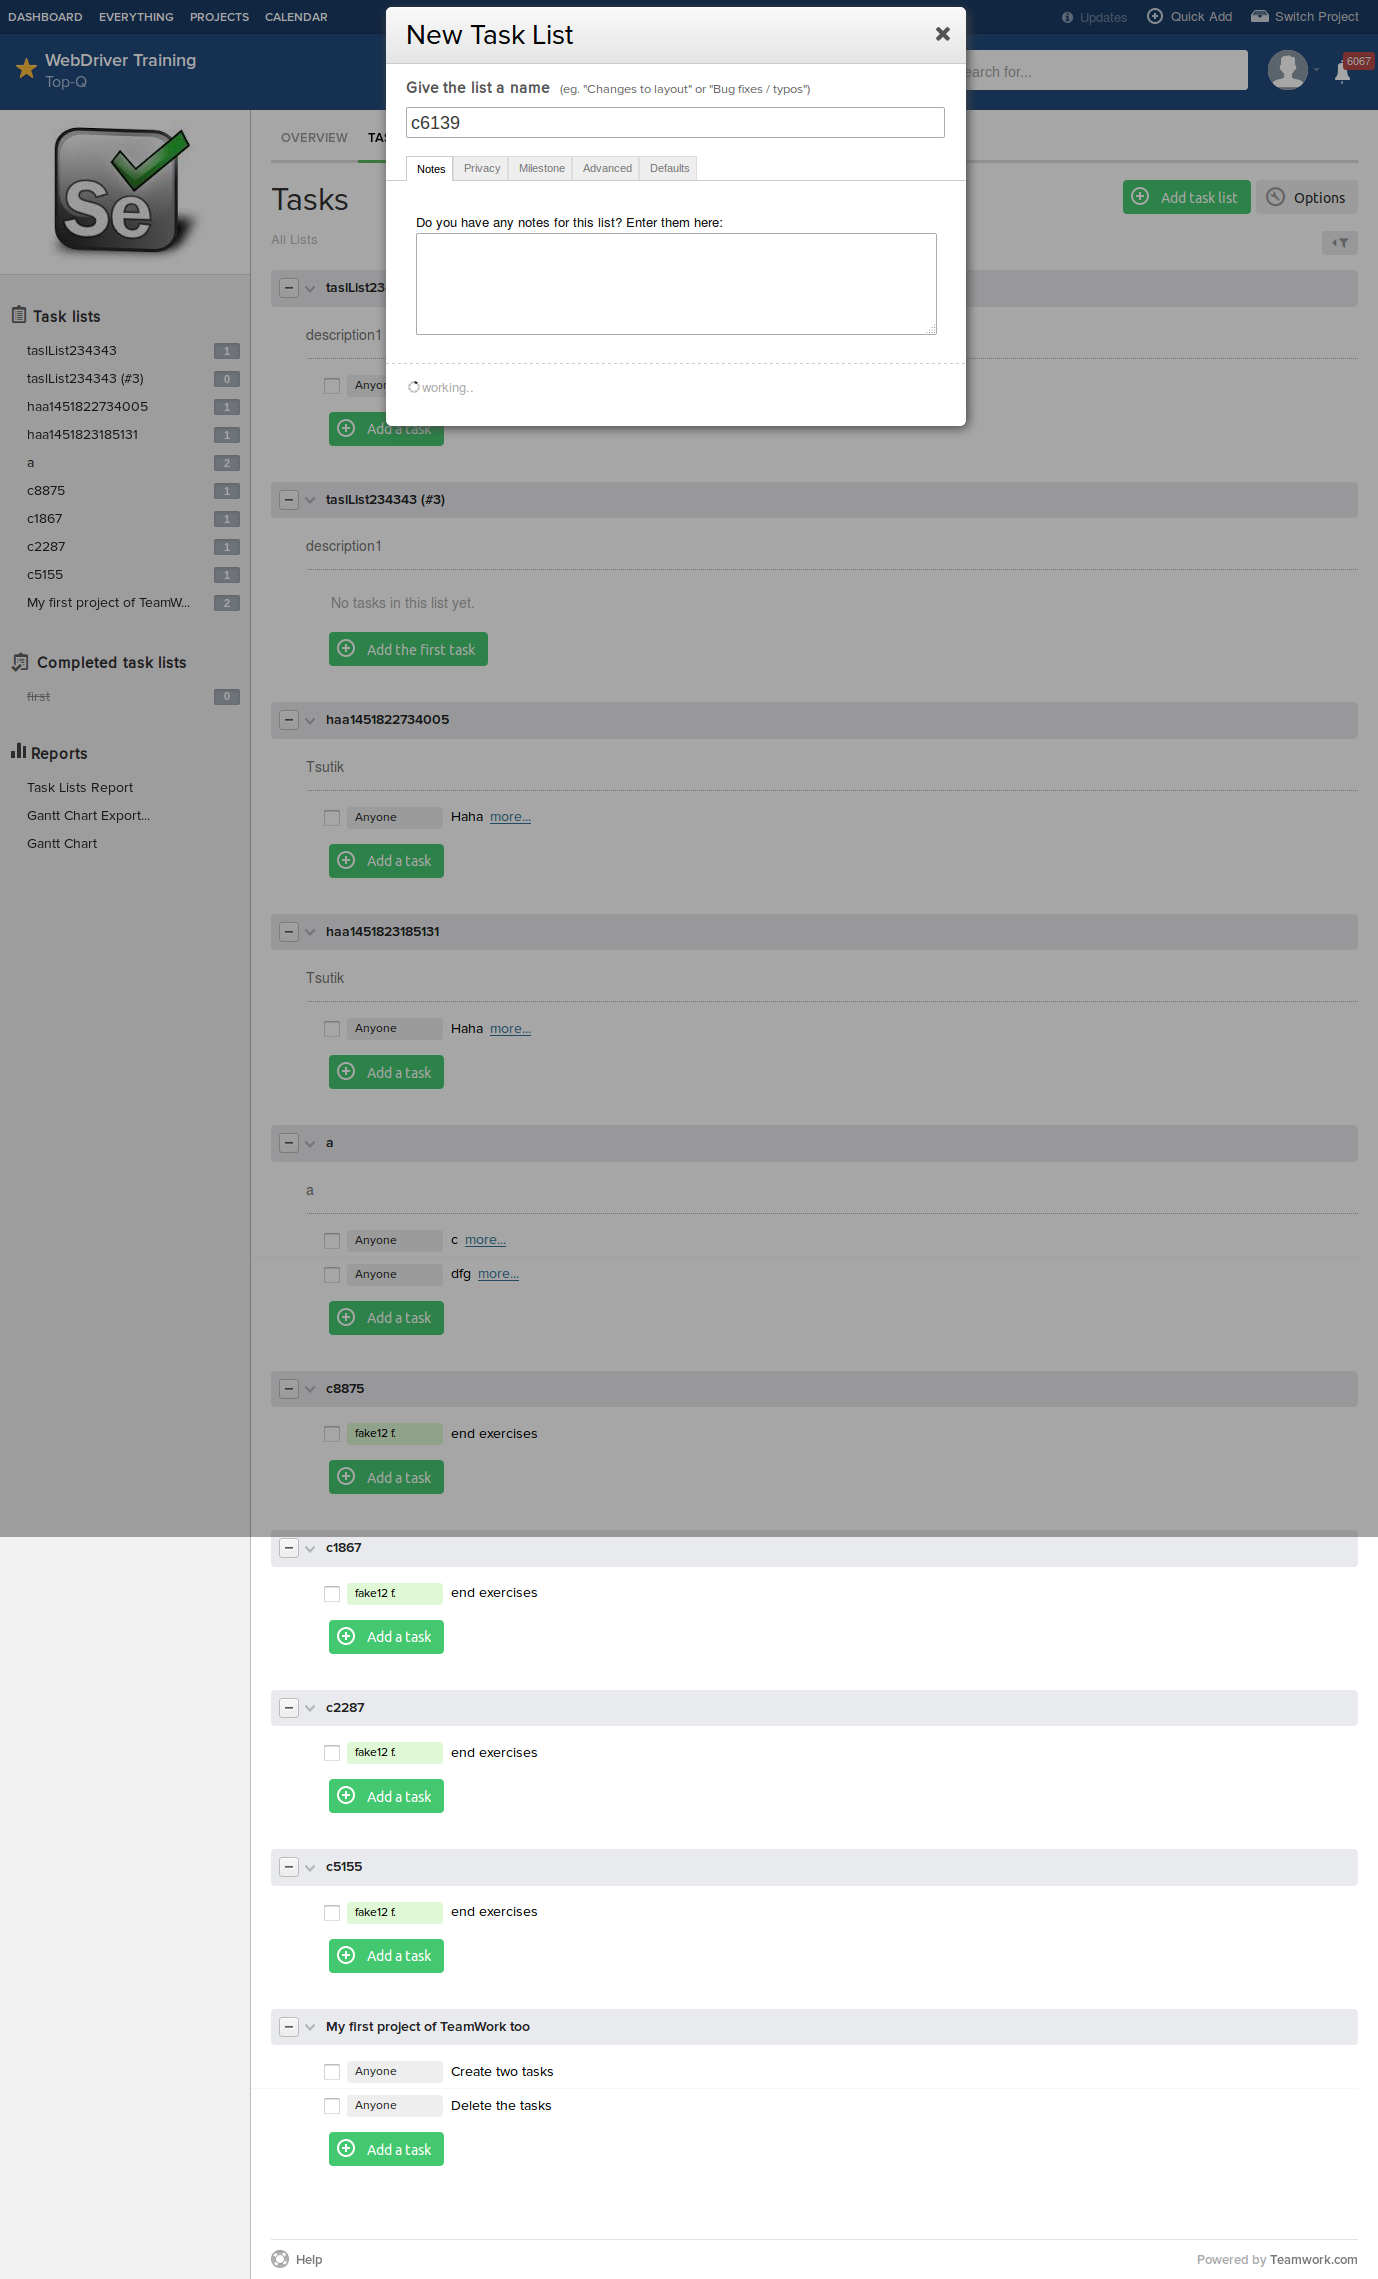 DASHBOARD EVERYTHING PROJECTS CALENDAR
Updates Quick Add Switch Project
WebDriver Training
Top-Q
earch for...
6067
New Task List
Give the list a name (eg. "Changes to layout" or "Bug fixes / typos")
c6139
Notes Privacy Milestone Advanced Defaults
Do you have any notes for this list? Enter them here:
working..
Se
Task lists
taslList234343 1
taslList234343 (#3) 0
haa1451822734005 1
haa1451823185131 1
a 2
c8875 1
c1867 1
c2287 1
c5155 1
My first project of TeamW... 2
Completed task lists
first 0
Reports
Task Lists Report
Gantt Chart Export...
Gantt Chart
OVERVIEW TAS
Tasks
Add task list Options
All Lists
taslList23
description1
Anyo
Add a task
taslList234343 (#3)
description1
No tasks in this list yet.
Add the first task
haa1451822734005
Tsutik
Anyone Haha more...
Add a task
haa1451823185131
Tsutik
Anyone Haha more...
Add a task
a
a
Anyone c more...
Anyone dfg more...
Add a task
c8875
fake12 f. end exercises
Add a task
c1867
fake12 f. end exercises
Add a task
c2287
fake12 f. end exercises
Add a task
c5155
fake12 f. end exercises
Add a task
My first project of TeamWork too
Anyone Create two tasks
Anyone Delete the tasks
Add a task
Help
Powered by Teamwork.com